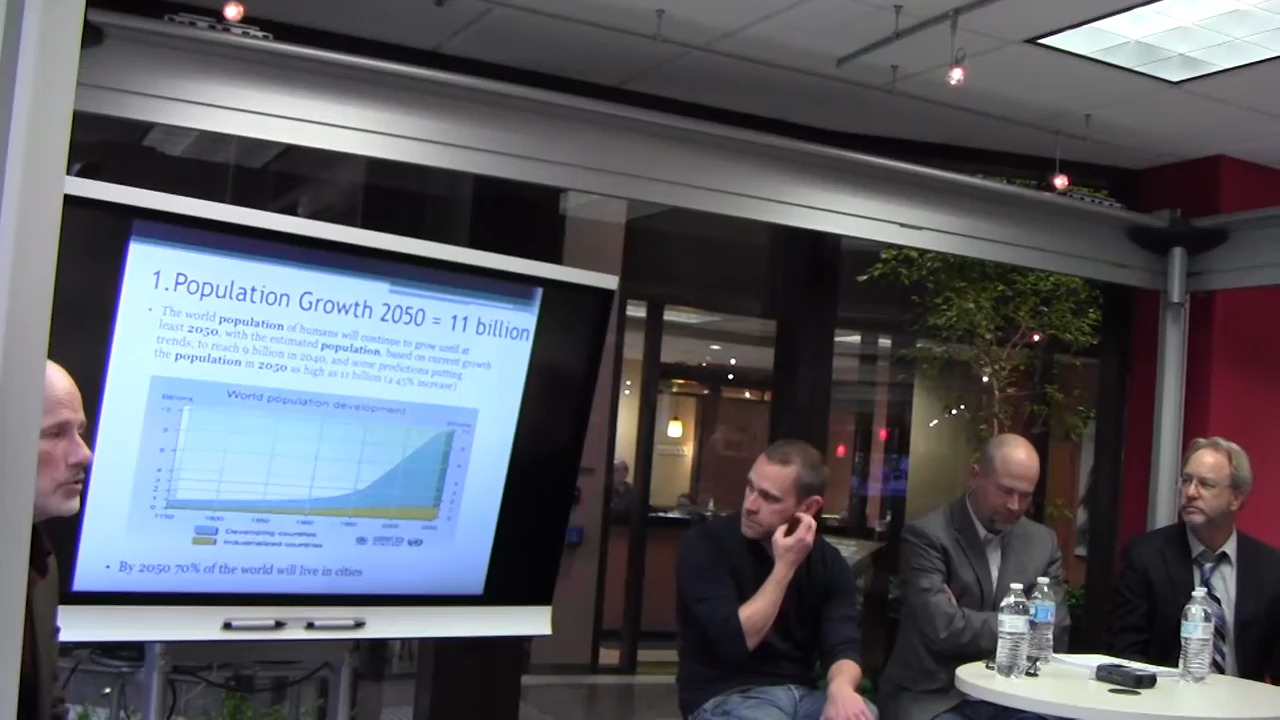 1.Population Growth 2050 = 11 billion
• The world population of humans will continue to grow until at
least 2050, with the estimated population, based on current growth
trends, to reach 9 billion in 2040, and some predictions putting
the population in 2050 as high as 11 billion (a 45% increase)
World population development
Billions
1750
Developing countries
Industrialized countries
• By 2050 70% of the world will live in cities